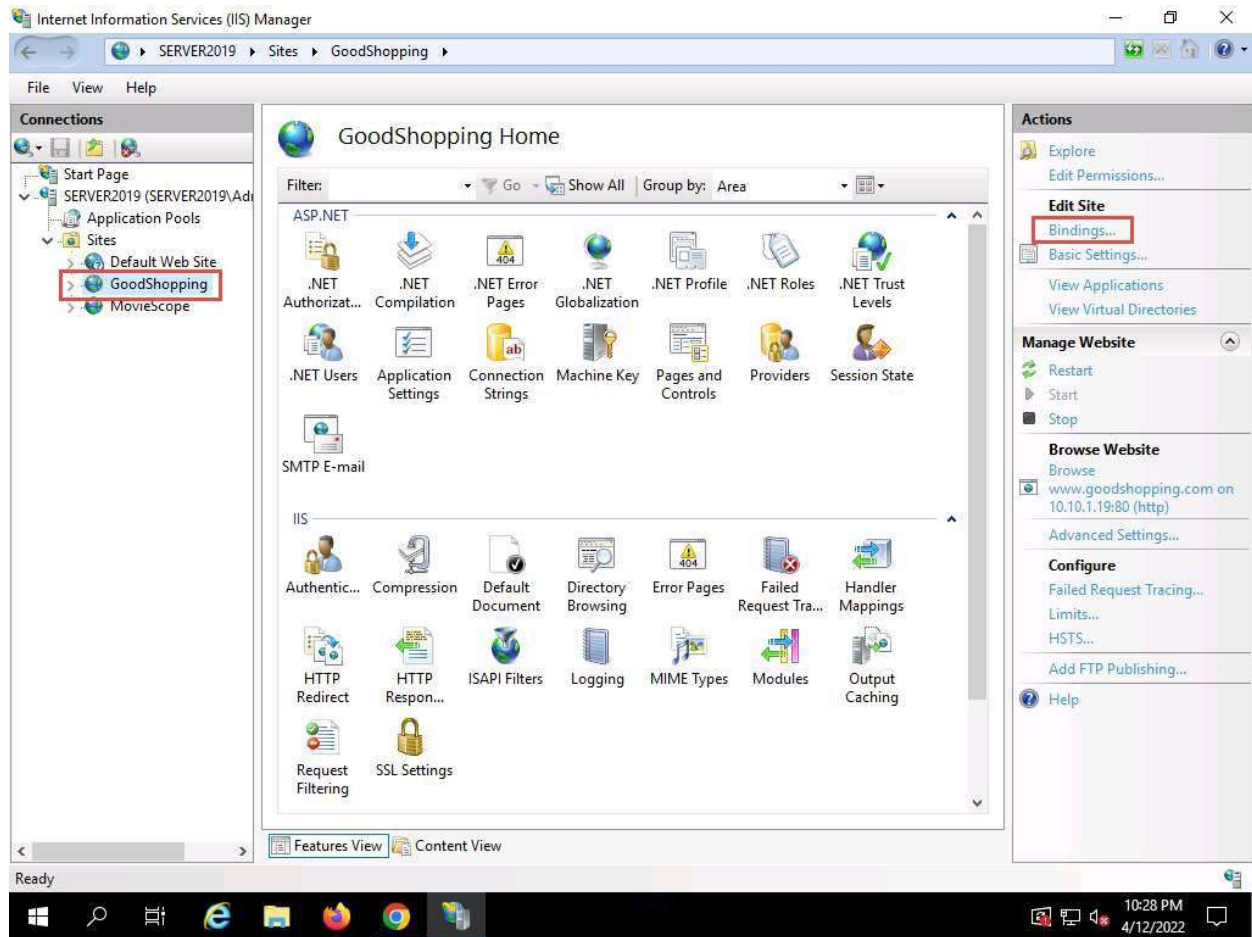 Internet Information Services (IIS) Manager
SERVER2019 Sites GoodShopping
File View Help
Connections
Start Page
SERVER2019 (SERVER2019\Adı
Application Pools
Sites
Default Web Site
GoodShopping
MovieScope
GoodShopping Home
Filter: Go Show All Group by: Area
ASP.NET
.NET Authorizat...
.NET Compilation
.NET Error Pages
.NET Globalization
.NET Profile
.NET Roles
.NET Trust Levels
.NET Users
Application Settings
Connection Strings
Machine Key
Pages and Controls
Providers
Session State
SMTP E-mail
IIS
Authentic...
Compression
Default Document
Directory Browsing
Error Pages
Failed Request Tra...
Handler Mappings
HTTP Redirect
HTTP Respon...
ISAPI Filters
Logging
MIME Types
Modules
Output Caching
Request Filtering
SSL Settings
Features View Content View
Actions
Explore
Edit Permissions...
Edit Site
Bindings...
Basic Settings...
View Applications
View Virtual Directories
Manage Website
Restart
Start
Stop
Browse Website
Browse
www.goodshopping.com on
10.10.1.19:80 (http)
Advanced Settings...
Configure
Failed Request Tracing...
Limits...
HSTS...
Add FTP Publishing...
Help
Ready
10:28 PM
4/12/2022
404
ab
404